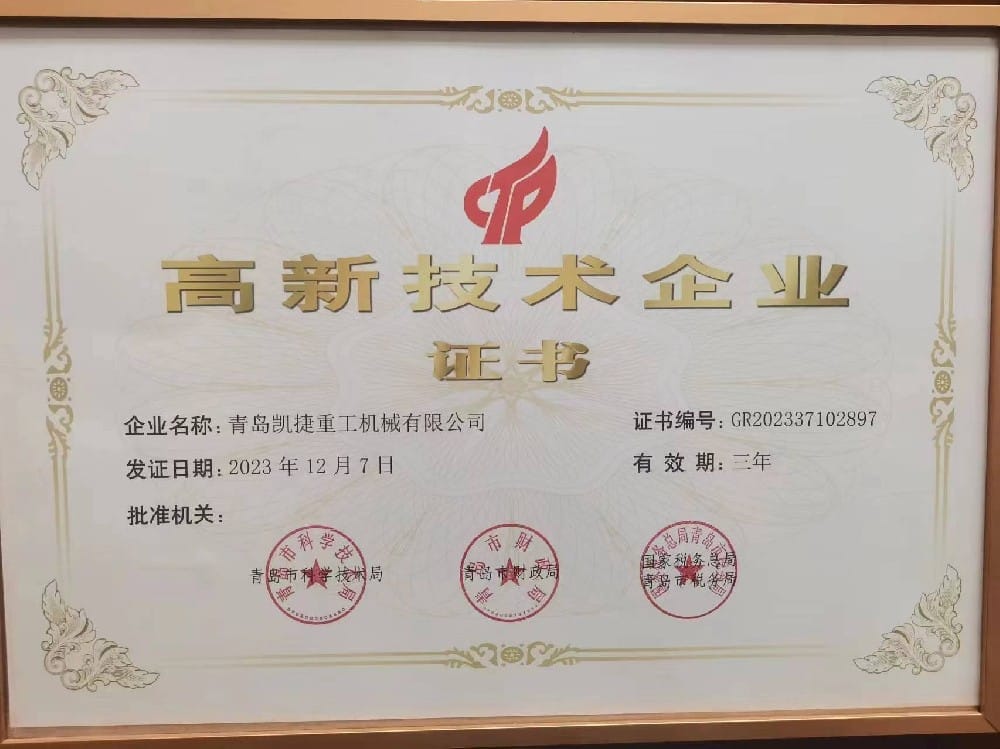 CTP
高新技术企业
证书
企业名称：青岛凯捷重工机械有限公司
证书编号：GR202337102897
发证日期：2023 年 12 月 7 日
有 效 期：三年
批准机关：
青岛市科学技术局
青岛市财政局
国家税务总局
青岛市税务局